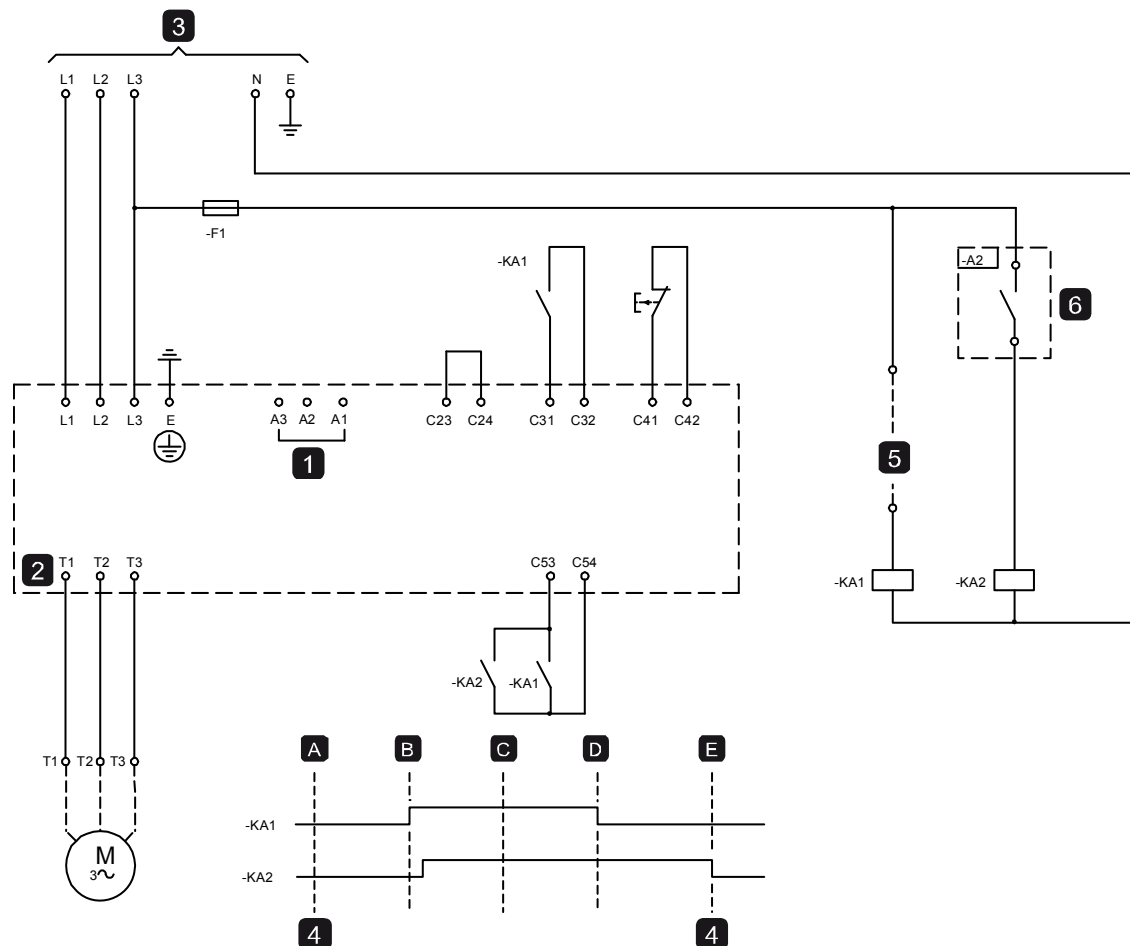 3
L1 L2 L3 N E
-F1
-KA1
-A2
6
L1 L2 L3 E A3 A2 A1 C23 C24 C31 C32 C41 C42
1
5
2 T1 T2 T3 C53 C54
-KA1 -KA2
-KA2 -KA1
T1 T2 T3
M
3
A B C D E
-KA1
-KA2
4 4